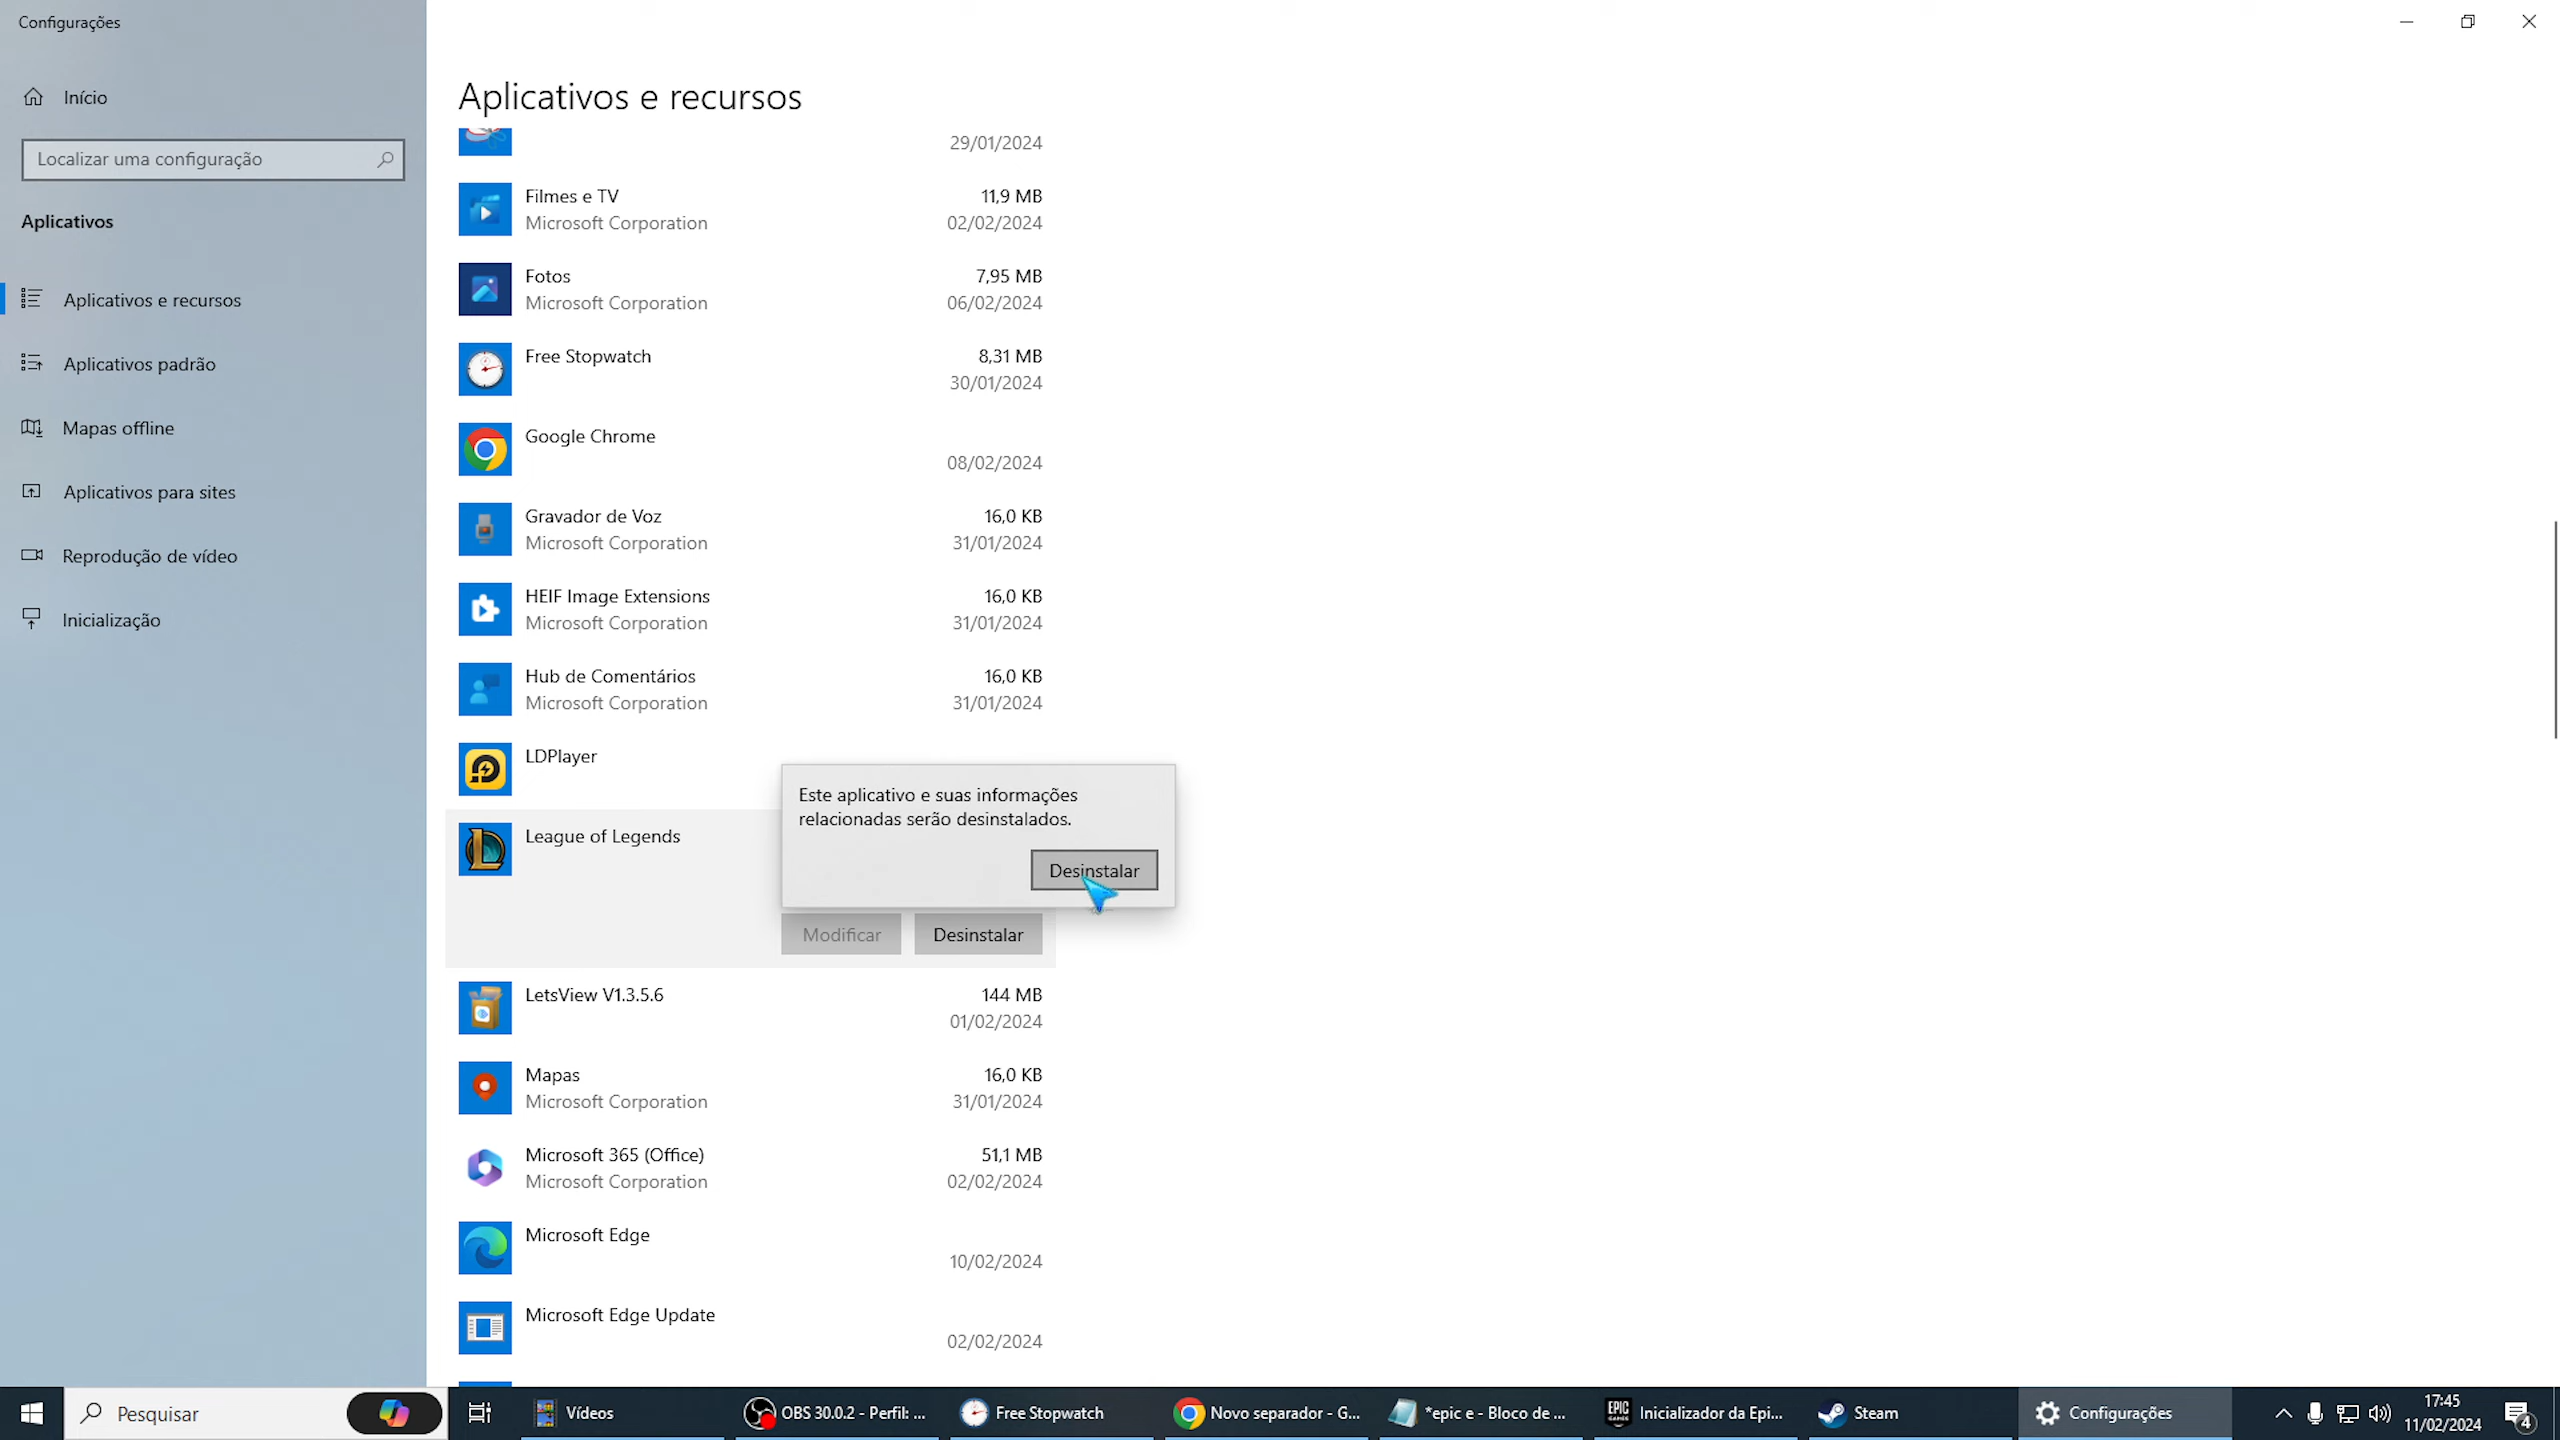 Configurações
Início
Localizar uma configuração
Aplicativos
Aplicativos e recursos
Aplicativos padrão
Mapas offline
Aplicativos para sites
Reprodução de vídeo
Inicialização
Aplicativos e recursos
29/01/2024
Filmes e TV 11,9 MB
Microsoft Corporation 02/02/2024
Fotos 7,95 MB
Microsoft Corporation 06/02/2024
Free Stopwatch 8,31 MB
30/01/2024
Google Chrome
08/02/2024
Gravador de Voz 16,0 KB
Microsoft Corporation 31/01/2024
HEIF Image Extensions 16,0 KB
Microsoft Corporation 31/01/2024
Hub de Comentários 16,0 KB
Microsoft Corporation 31/01/2024
LDPlayer
Este aplicativo e suas informações
relacionadas serão desinstalados.
Desinstalar
League of Legends
Modificar Desinstalar
LetsView V1.3.5.6 144 MB
01/02/2024
Mapas 16,0 KB
Microsoft Corporation 31/01/2024
Microsoft 365 (Office) 51,1 MB
Microsoft Corporation 02/02/2024
Microsoft Edge
10/02/2024
Microsoft Edge Update
02/02/2024
Pesquisar
Vídeos
OBS 30.0.2 - Perfil: ...
Free Stopwatch
Novo separador - G...
*epic e - Bloco de ...
EPIC GAMES
Inicializador da Epi...
Steam
Configurações
17:45
11/02/2024
4